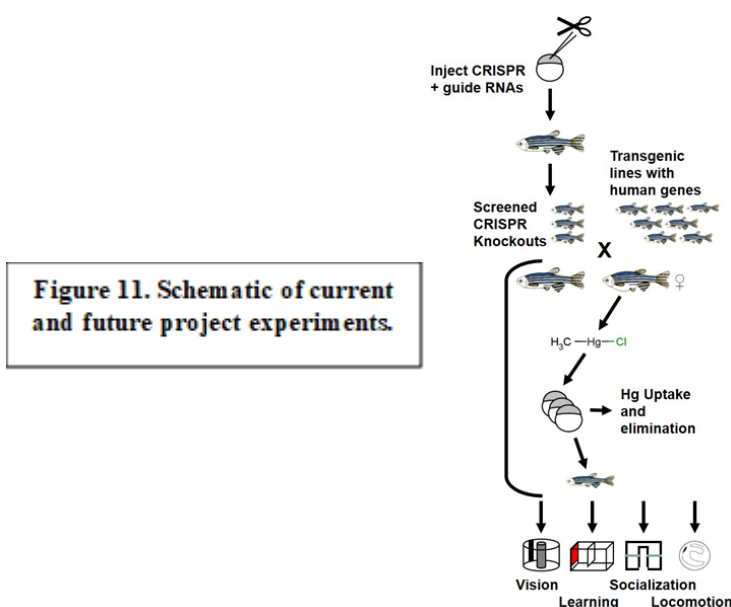 Inject CRISPR
+ guide RNAs
Transgenic
lines with
human genes
Screened
CRISPR
Knockouts
X
♀
H₃C—Hg—Cl
Hg Uptake
and
elimination
Vision
Learning
Socialization
Locomotion
Figure 11. Schematic of current
and future project experiments.